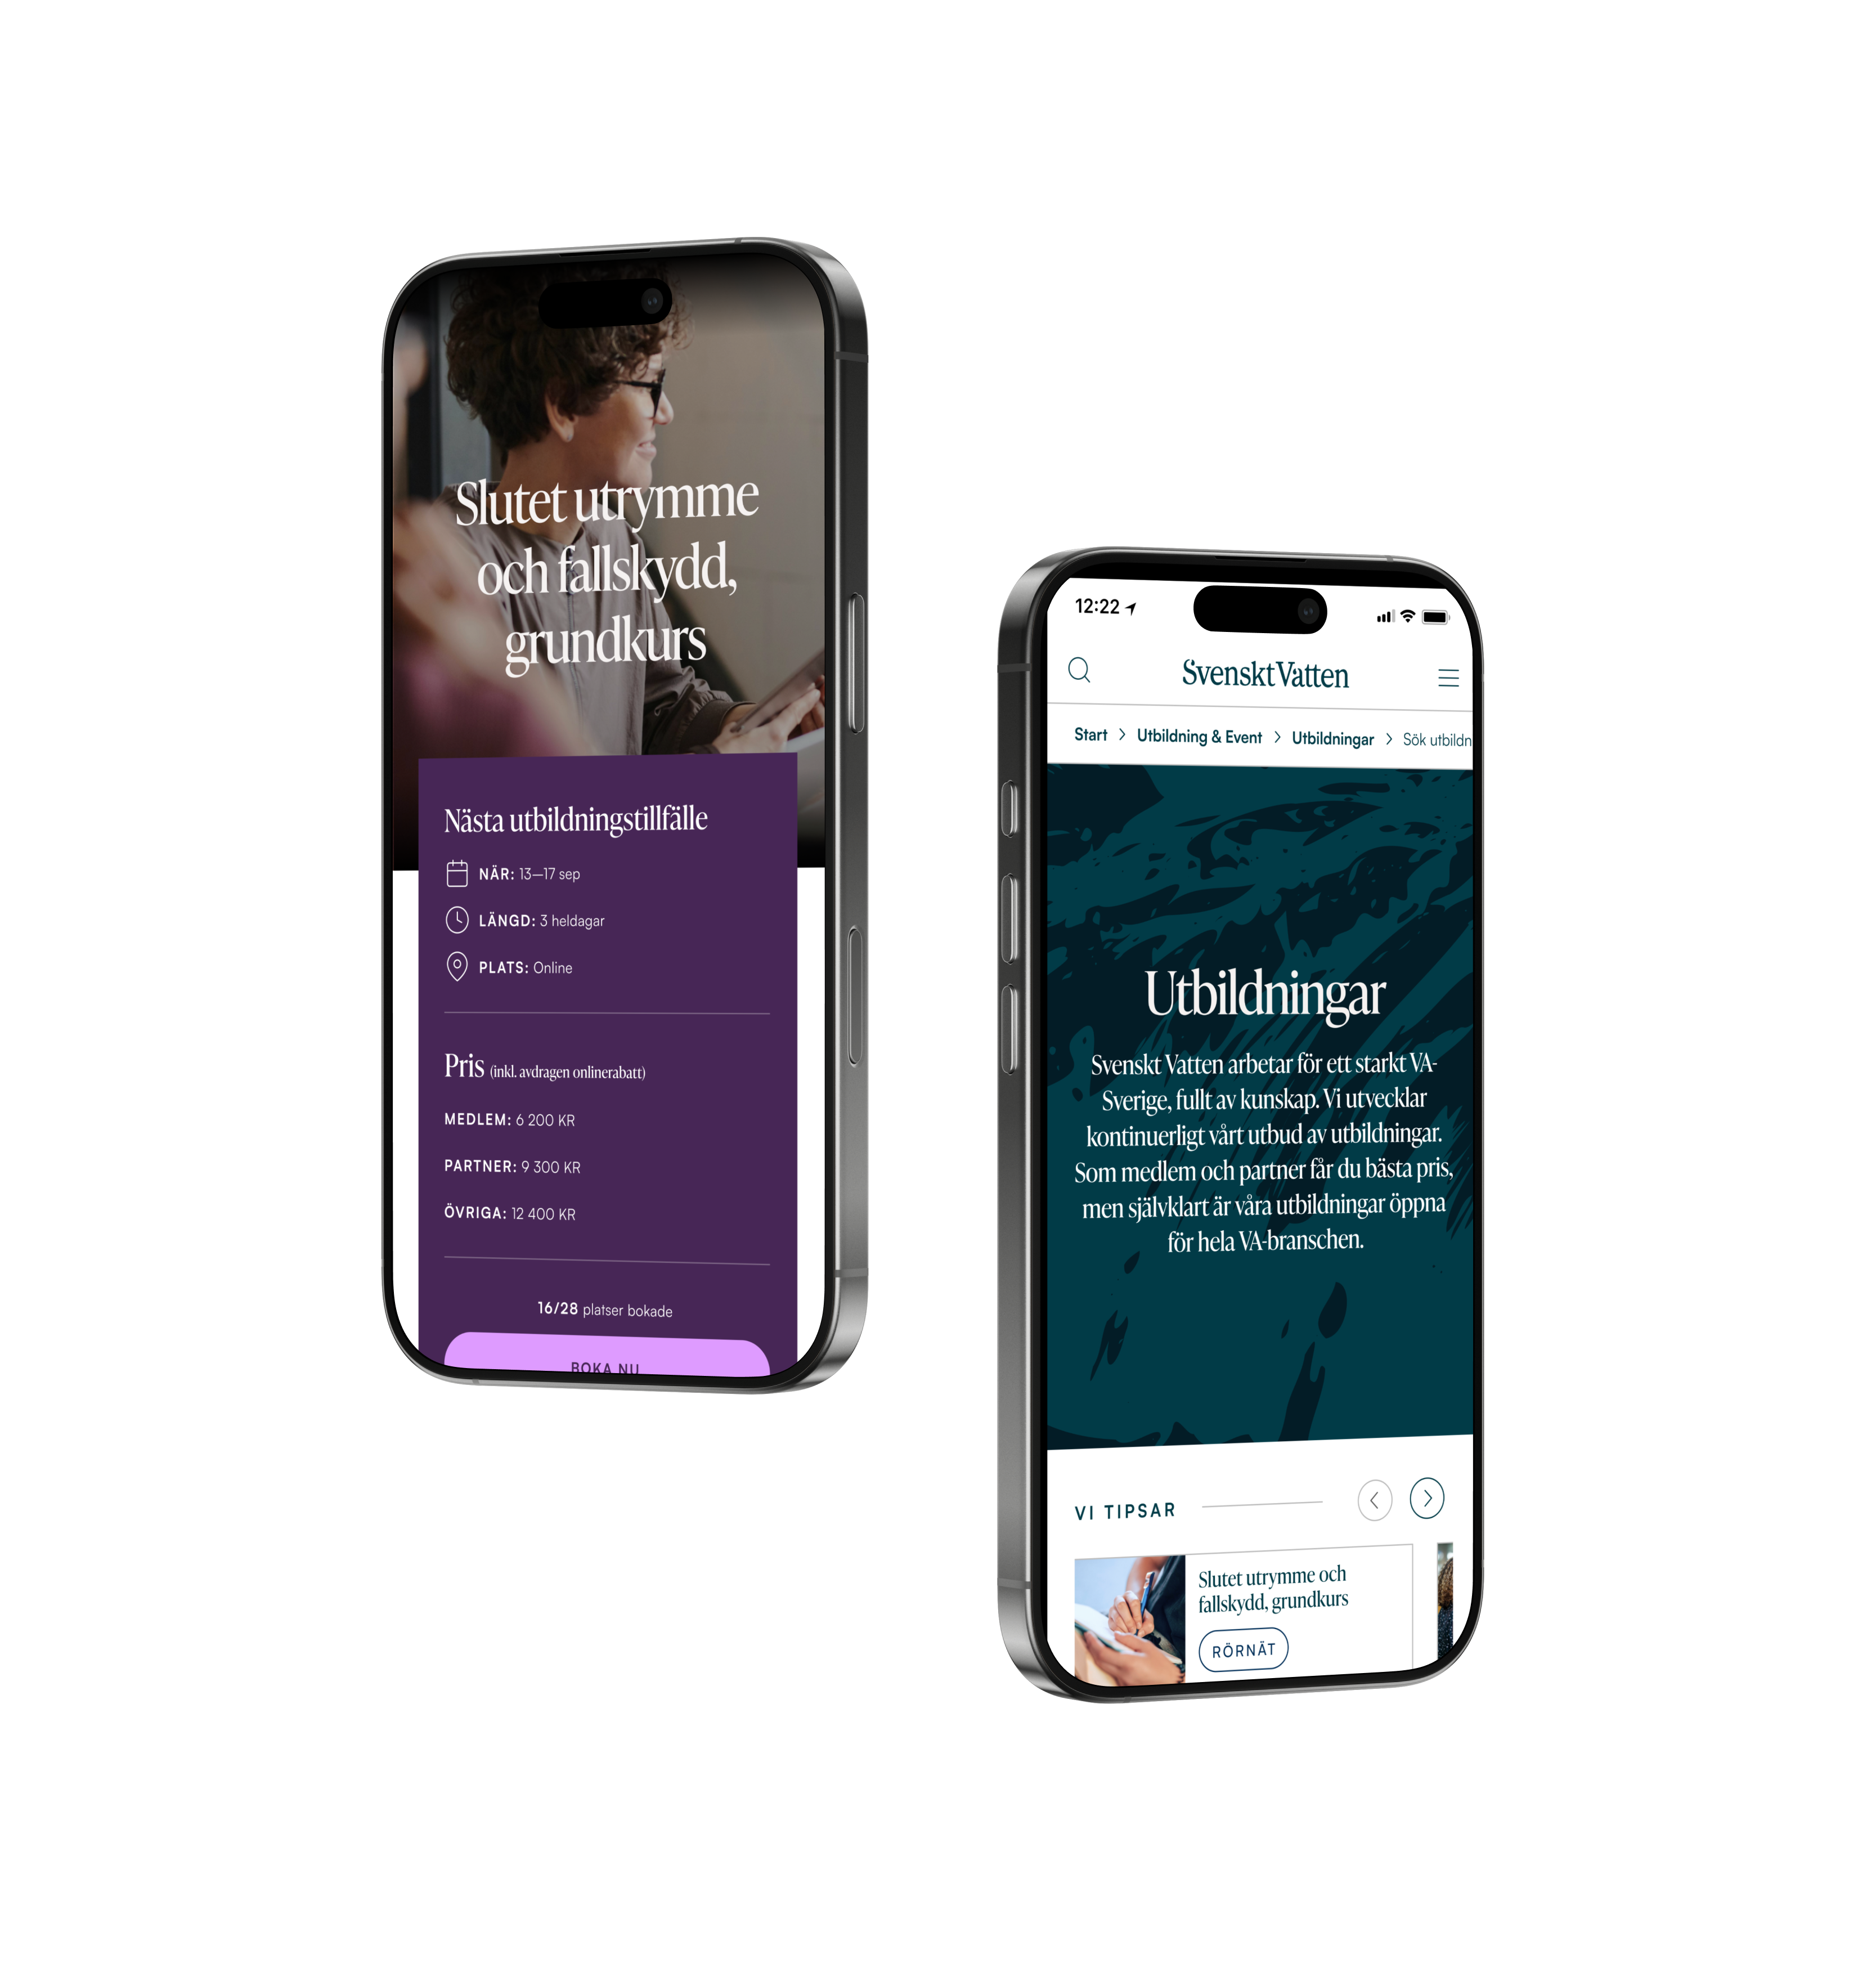 Slutet utrymme
och fallskydd,
grundkurs
Nästa utbildningstillfälle
NÄR: 13–17 sep
LÄNGD: 3 heldagar
PLATS: Online
Pris (inkl. avdragen onlinerabatt)
MEDLEM: 6 200 KR
PARTNER: 9 300 KR
ÖVRIGA: 12 400 KR
16/28 platser bokade
BOKA NU
12:22
Svenskt Vatten
Start > Utbildning & Event > Utbildningar > Sök utbildn
Utbildningar
Svenskt Vatten arbetar för ett starkt VA-
Sverige, fullt av kunskap. Vi utvecklar
kontinuerligt vårt utbud av utbildningar.
Som medlem och partner får du bästa pris,
men självklart är våra utbildningar öppna
för hela VA-branschen.
VI TIPSAR
Slutet utrymme och
fallskydd, grundkurs
RÖRNÄT